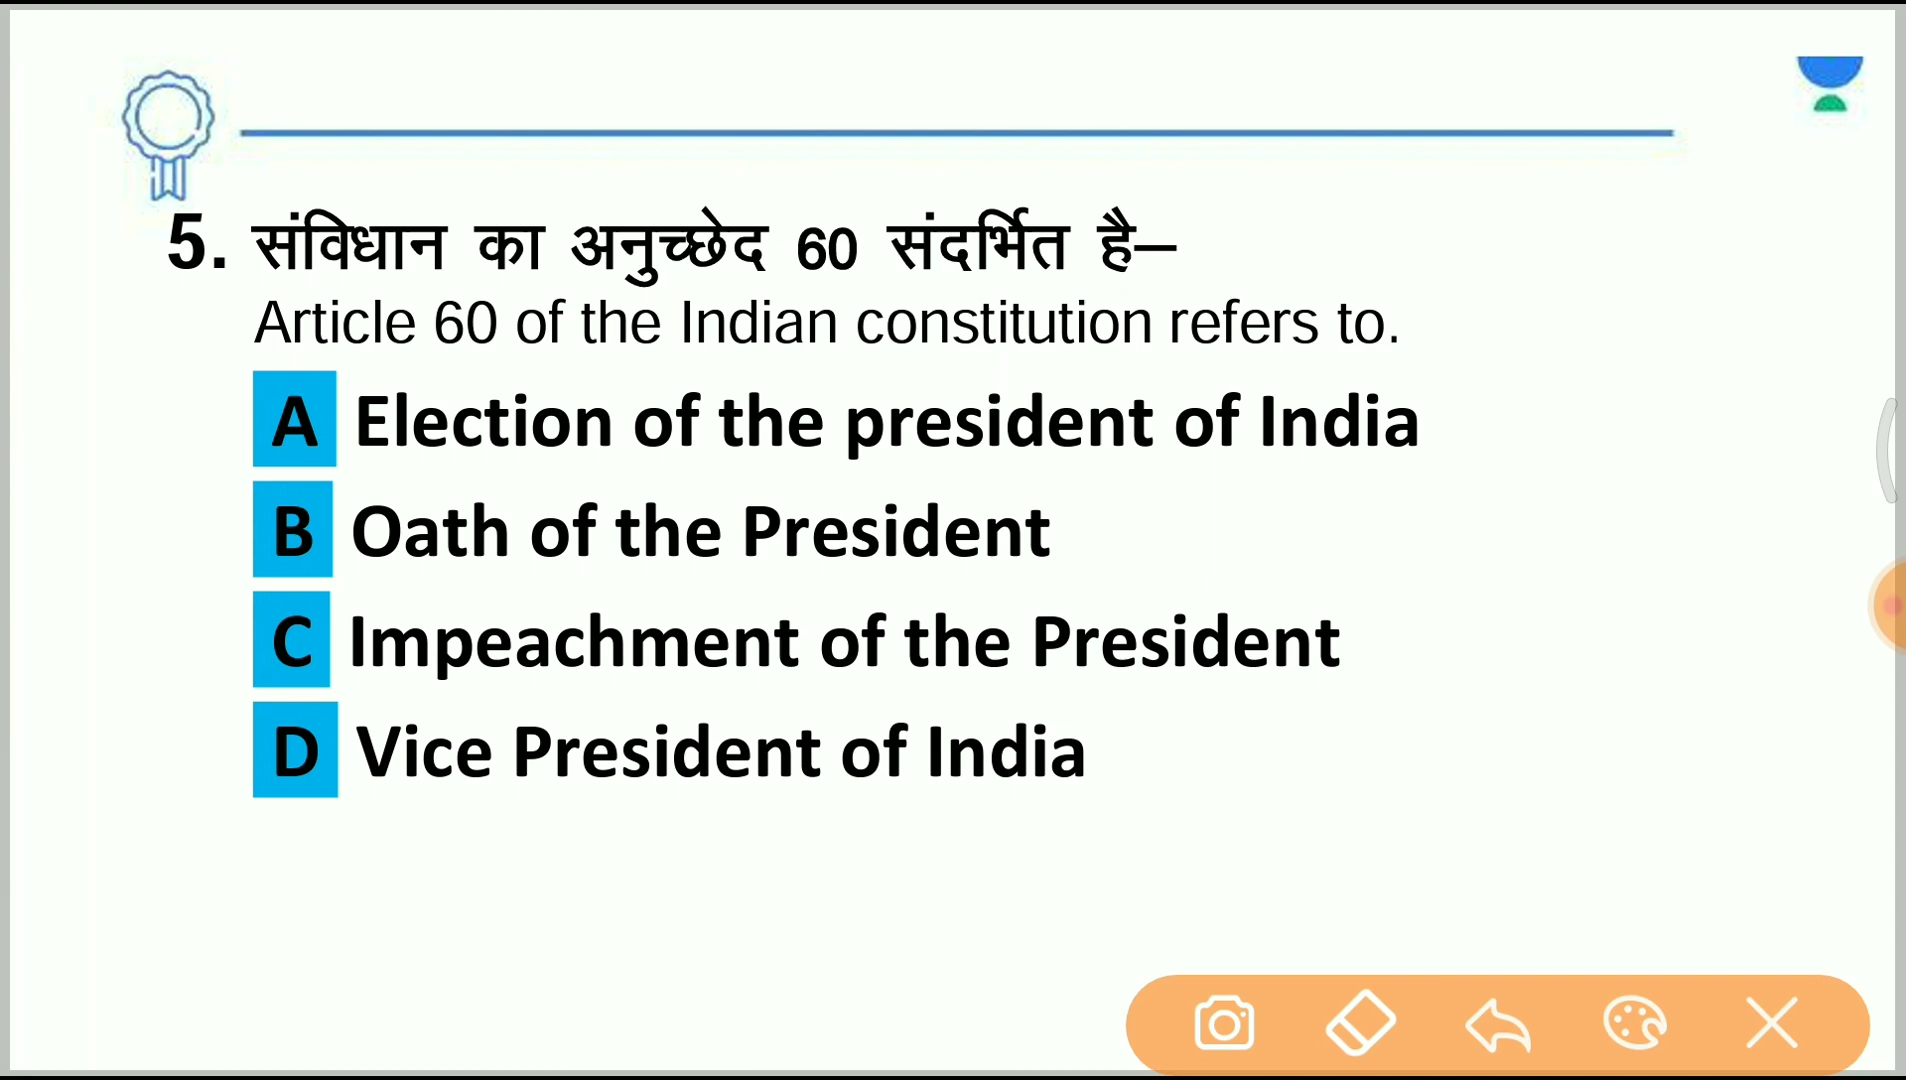 5. संविधान का अनुच्छेद 60 संदर्भित है–
Article 60 of the Indian constitution refers to.
A Election of the president of India
B Oath of the President
C Impeachment of the President
D Vice President of India